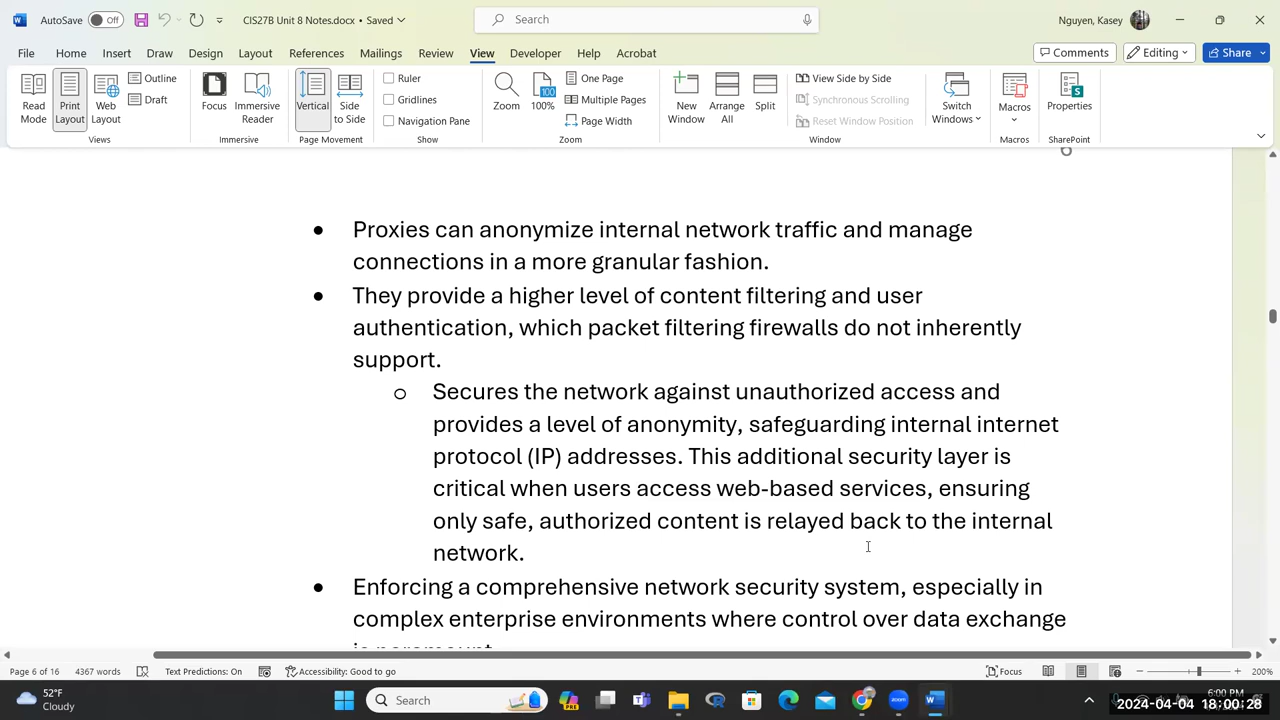 AutoSave Off CIS27B Unit 8 Notes.docx • Saved Search Nguyen, Kasey
File Home Insert Draw Design Layout References Mailings Review View Developer Help Acrobat Comments Editing Share
Read Mode
Print Layout
Web Layout
Outline
Draft
Views
Focus
Immersive Reader
Immersive
Vertical
Side to Side
Page Movement
Ruler
Gridlines
Navigation Pane
Show
Zoom
100
100%
One Page
Multiple Pages
Page Width
Zoom
New Window
Arrange All
Split
View Side by Side
Synchronous Scrolling
Reset Window Position
Window
Switch Windows
Macros
Macros
Properties
SharePoint
6
• Proxies can anonymize internal network traffic and manage
connections in a more granular fashion.
• They provide a higher level of content filtering and user
authentication, which packet filtering firewalls do not inherently
support.
o Secures the network against unauthorized access and
provides a level of anonymity, safeguarding internal internet
protocol (IP) addresses. This additional security layer is
critical when users access web-based services, ensuring
only safe, authorized content is relayed back to the internal
network.
• Enforcing a comprehensive network security system, especially in
complex enterprise environments where control over data exchange
is paramount
Page 6 of 16 4367 words Text Predictions: On Accessibility: Good to go Focus 200%
52°F
Cloudy
Search
PRE
zoom
6:00 PM
2024-04-04 18:00:28